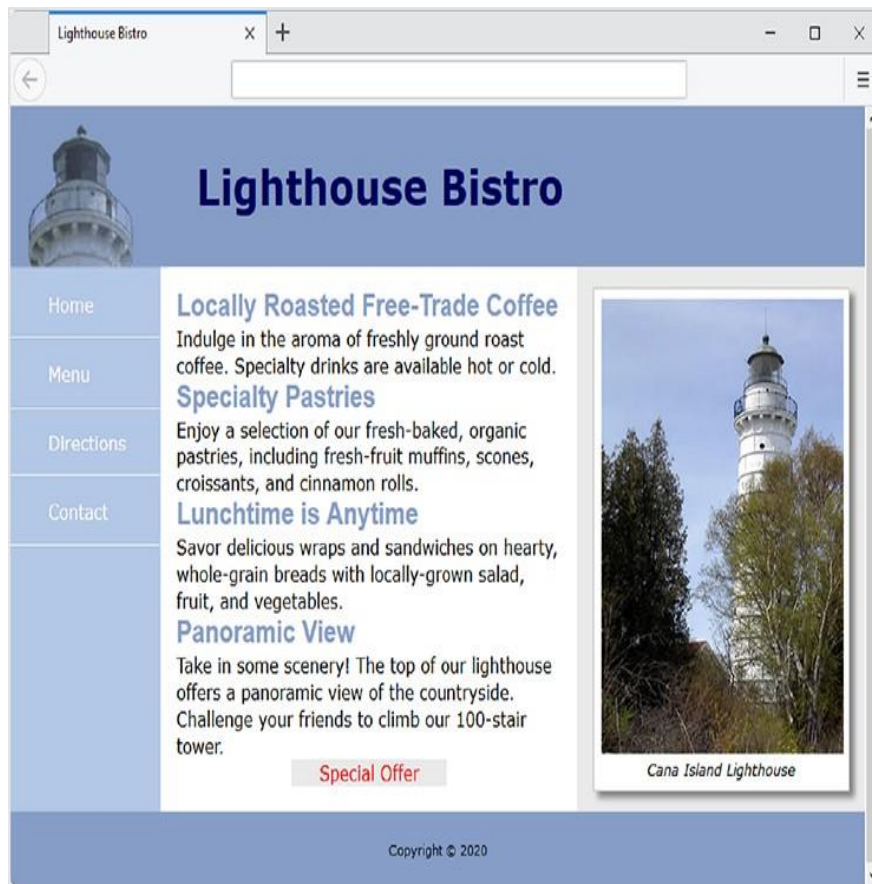 Lighthouse Bistro
Lighthouse Bistro
Home
Menu
Directions
Contact
Locally Roasted Free-Trade Coffee
Indulge in the aroma of freshly ground roast
coffee. Specialty drinks are available hot or cold.
Specialty Pastries
Enjoy a selection of our fresh-baked, organic
pastries, including fresh-fruit muffins, scones,
croissants, and cinnamon rolls.
Lunchtime is Anytime
Savor delicious wraps and sandwiches on hearty,
whole-grain breads with locally-grown salad,
fruit, and vegetables.
Panoramic View
Take in some scenery! The top of our lighthouse
offers a panoramic view of the countryside.
Challenge your friends to climb our 100-stair
tower.
Special Offer
Cana Island Lighthouse
Copyright © 2020